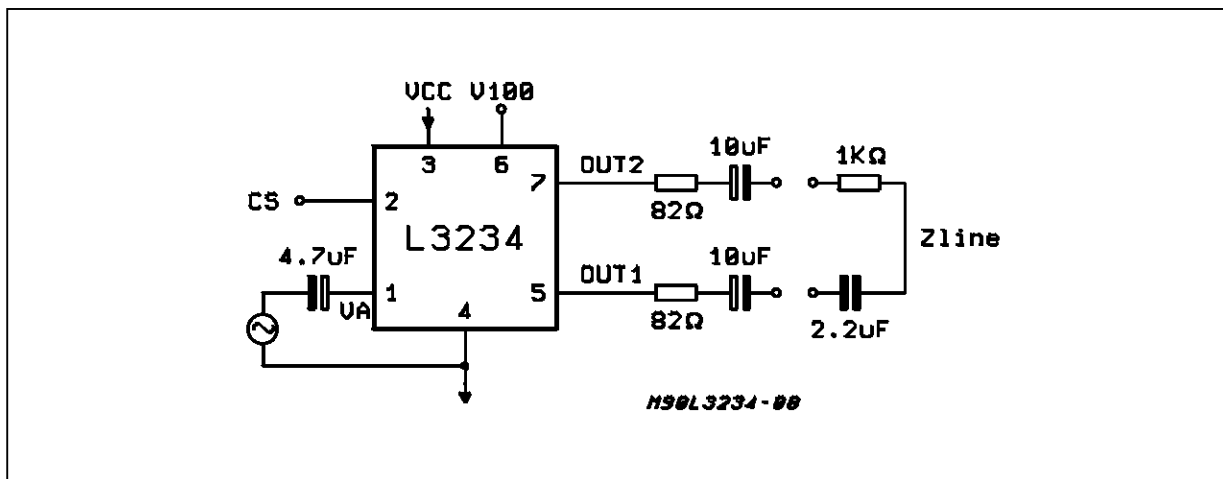 VCC V100
10uF
1KΩ
3 6
OUT2
7
82Ω
CS
2
L3234
Zline
4.7uF
10uF
OUT1
1
VA
5
4
82Ω
2.2uF
M90L3234-08